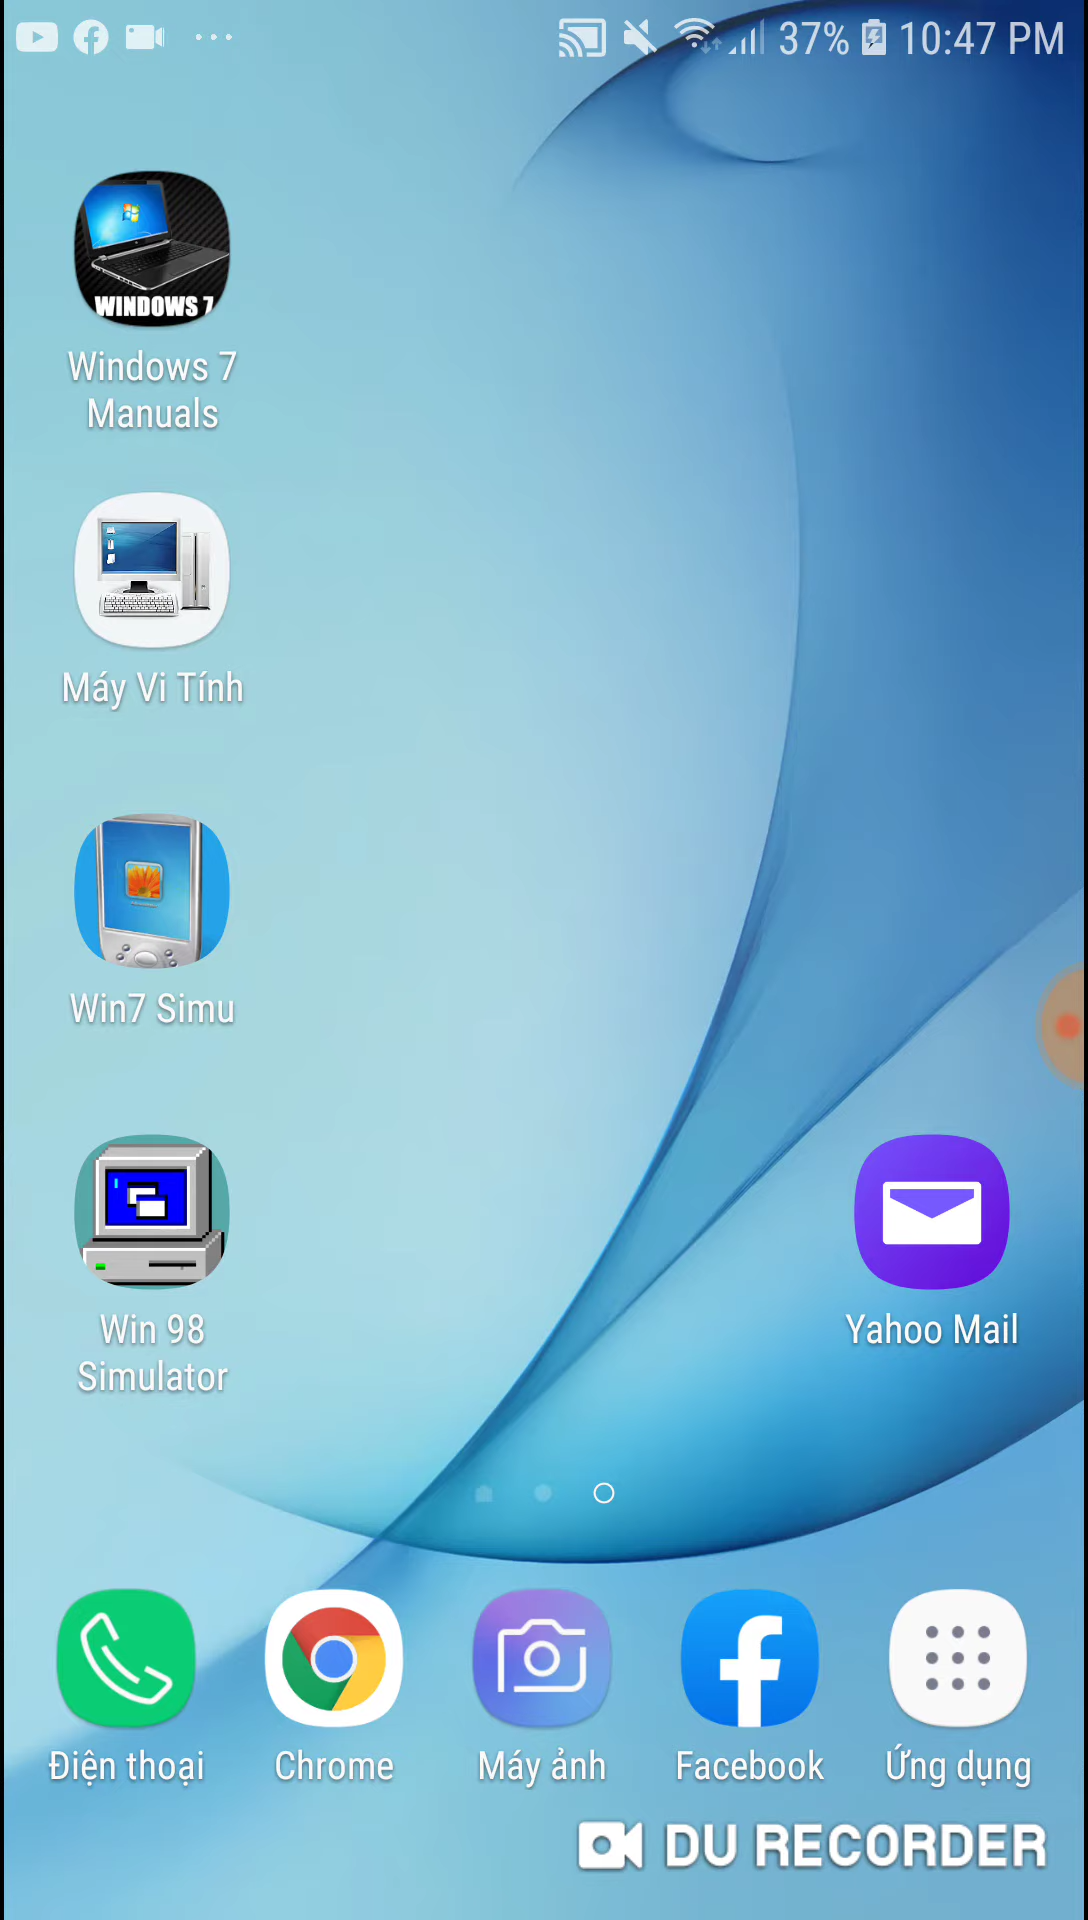 37% 10:47 PM
WINDOWS 7
Windows 7
Manuals
Máy Vi Tính
Win7 Simu
Win 98
Simulator
Yahoo Mail
Điện thoại
Chrome
Máy ảnh
Facebook
Ứng dụng
DU RECORDER